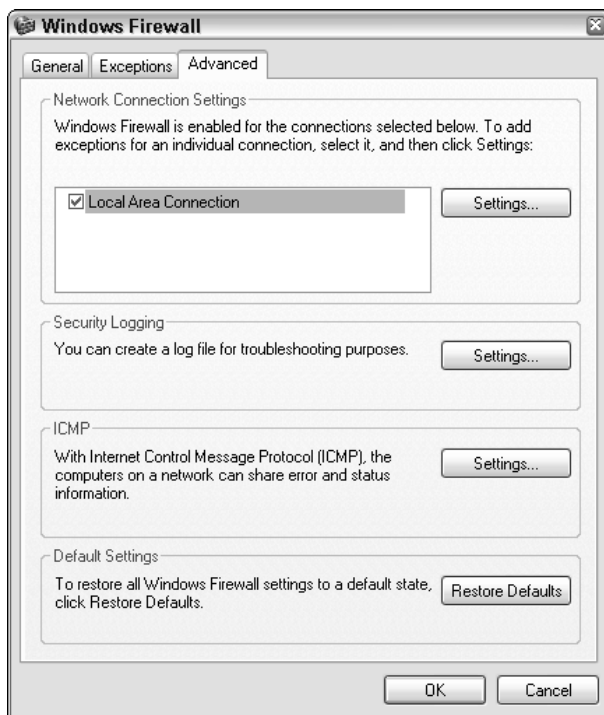 Windows Firewall
General Exceptions Advanced
Network Connection Settings
Windows Firewall is enabled for the connections selected below. To add
exceptions for an individual connection, select it, and then click Settings:
Local Area Connection
Settings...
Security Logging
You can create a log file for troubleshooting purposes.
Settings...
ICMP
With Internet Control Message Protocol (ICMP), the
computers on a network can share error and status
information.
Settings...
Default Settings
To restore all Windows Firewall settings to a default state,
click Restore Defaults.
Restore Defaults
OK Cancel